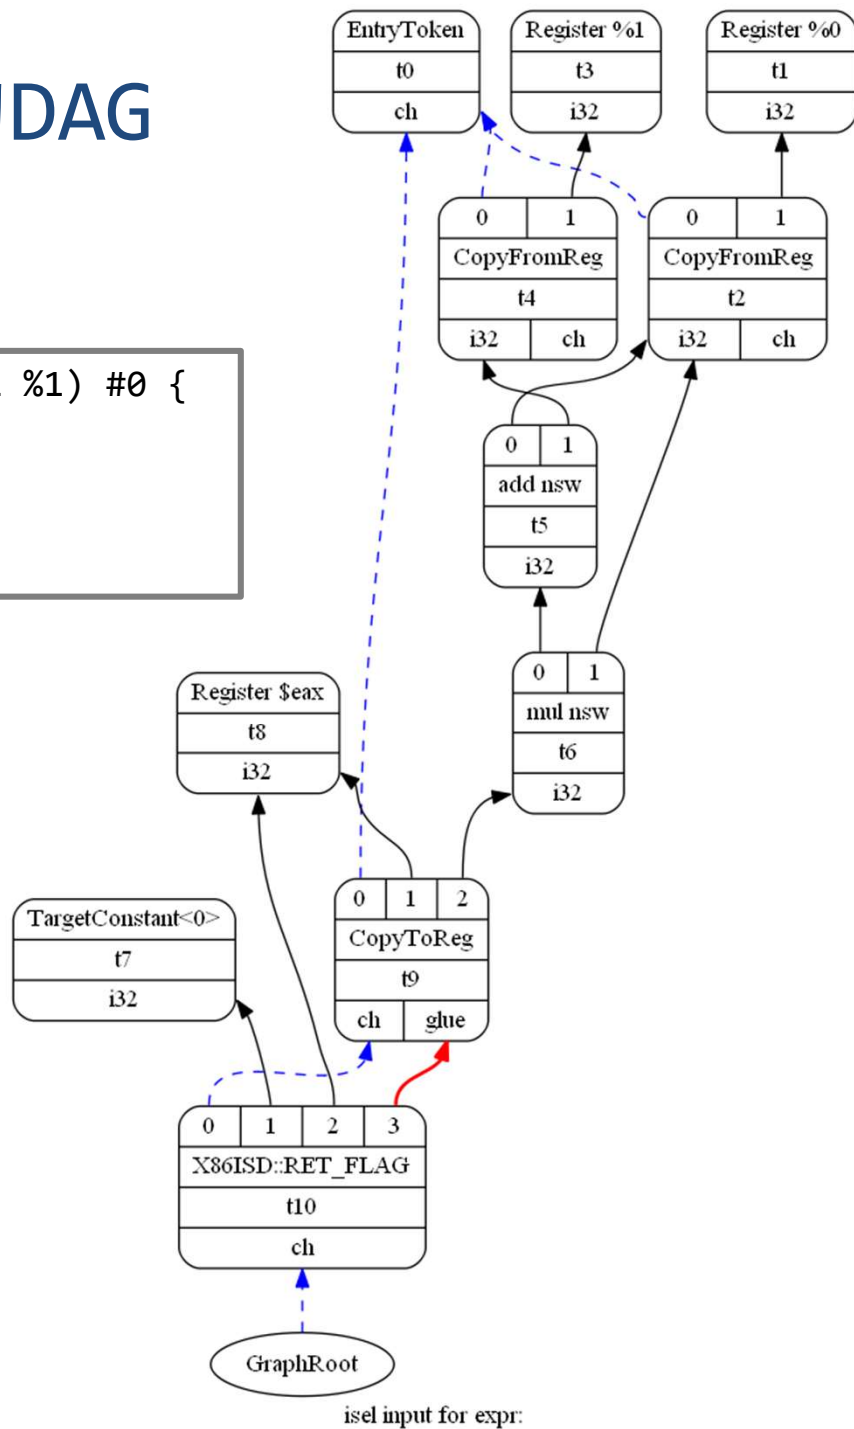 EntryToken
t0
ch
Register %1
t3
i32
Register %0
t1
i32
DAG
0 1
CopyFromReg
t4
i32 ch
0 1
CopyFromReg
t2
i32 ch
%1) #0 {
0 1
add nsw
t5
i32
0 1
mul nsw
t6
i32
Register $eax
t8
i32
0 1 2
CopyToReg
t9
ch glue
TargetConstant<0>
t7
i32
0 1 2 3
X86ISD::RET_FLAG
t10
ch
GraphRoot
isel input for expr: